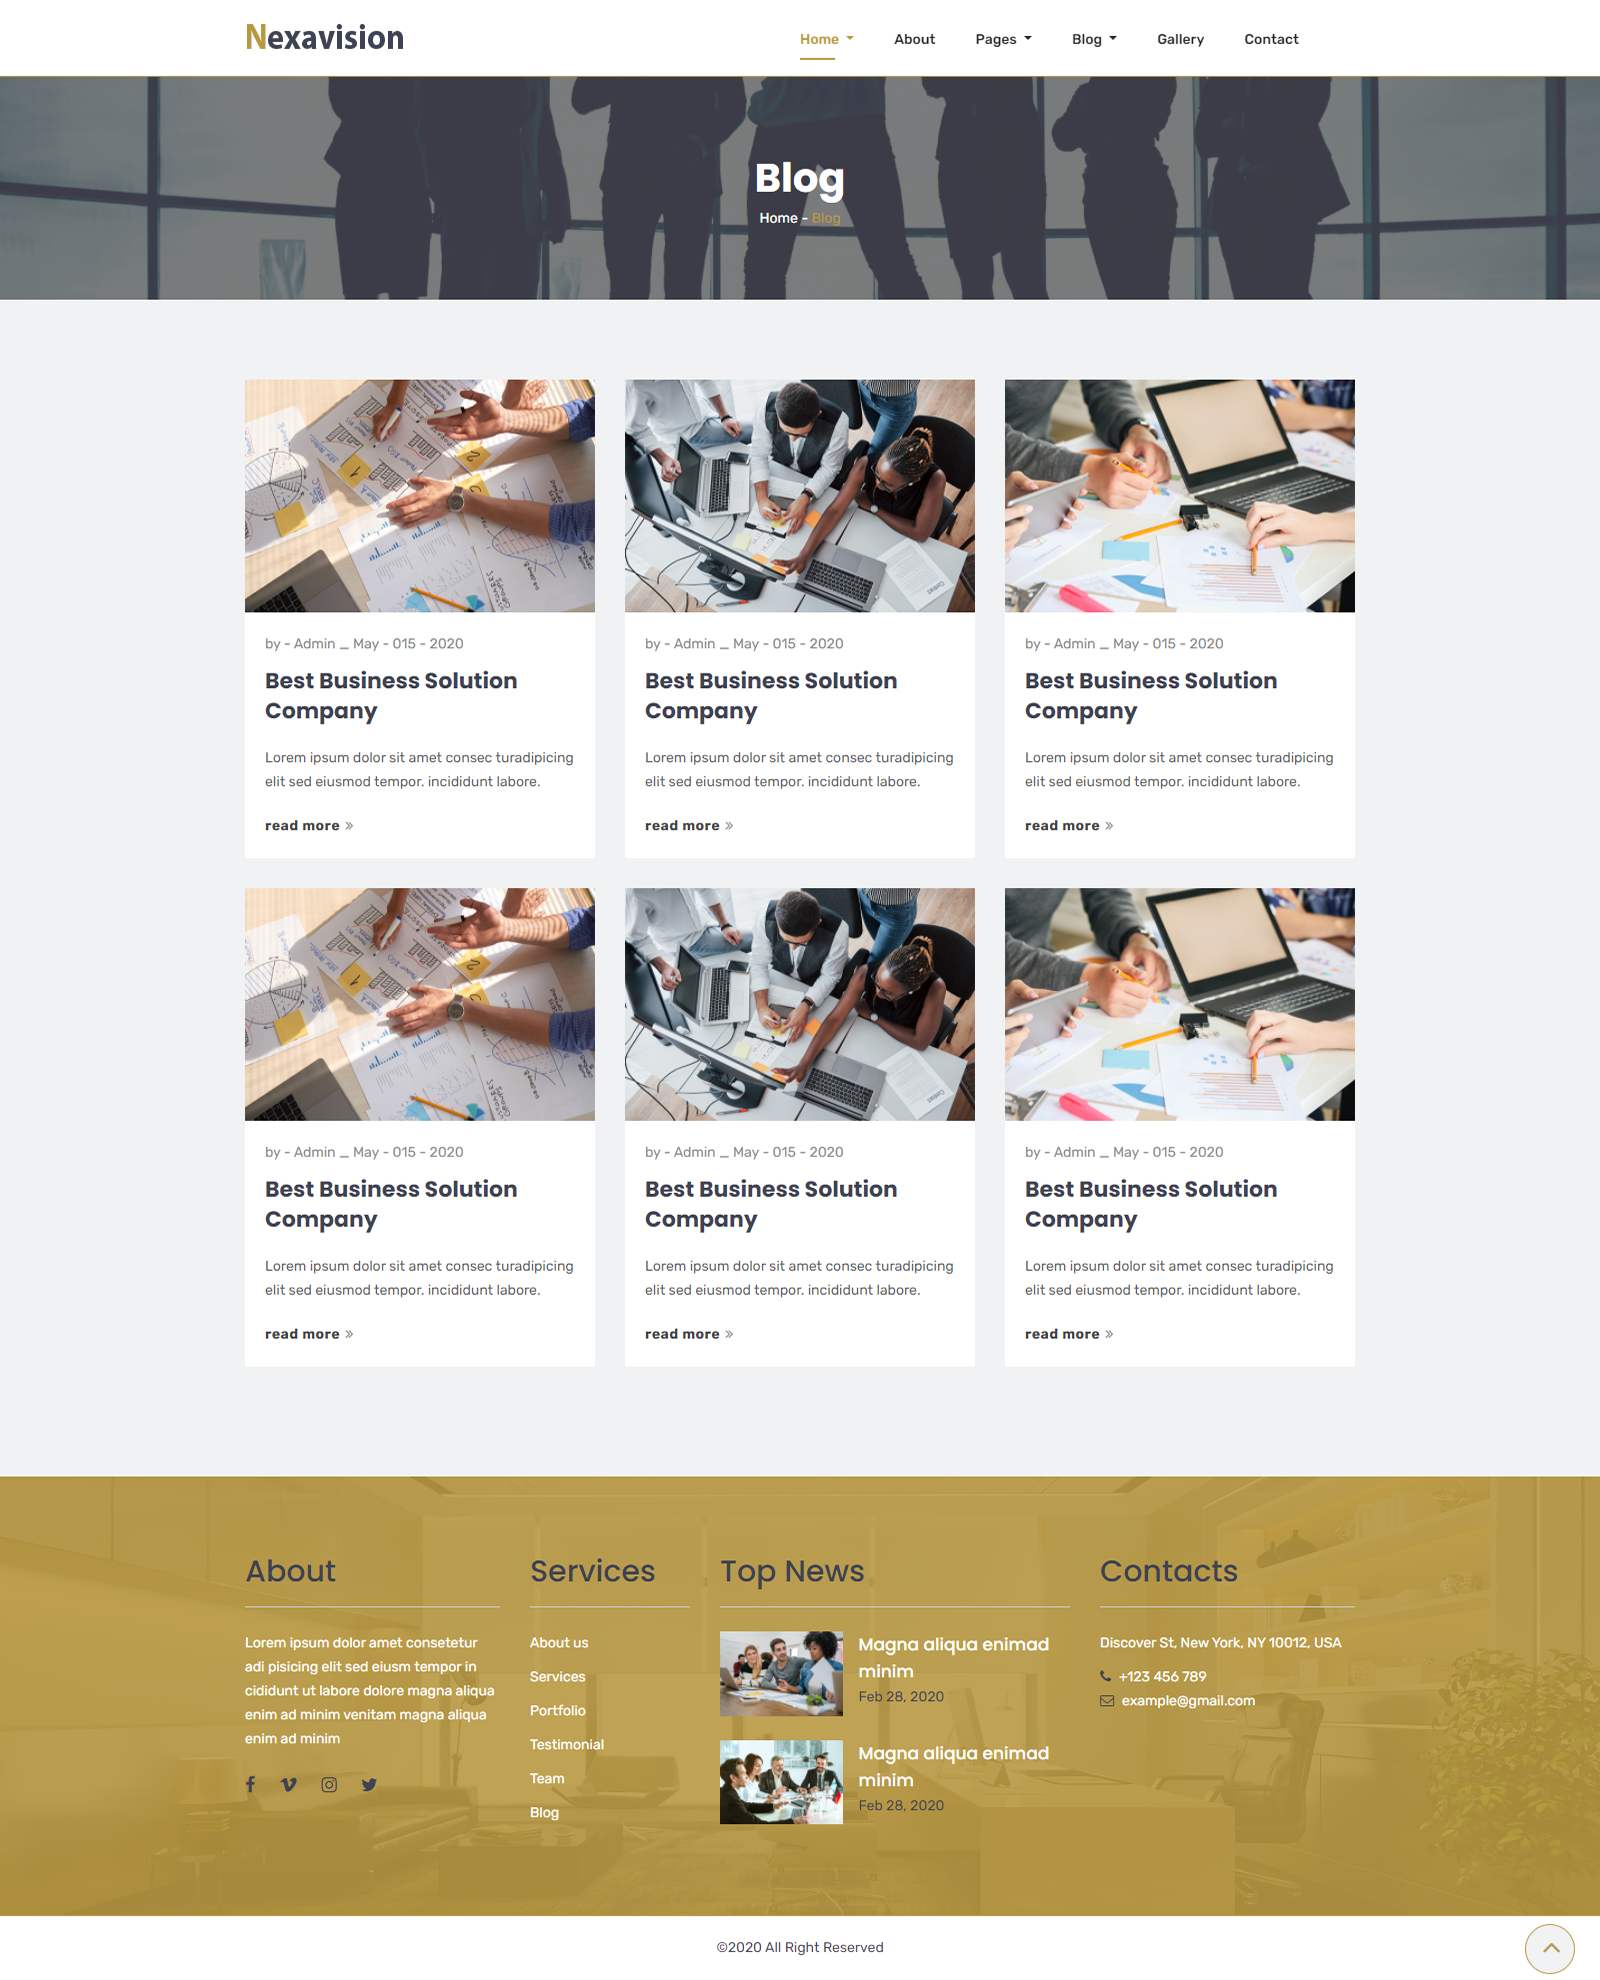 Nexavision
Home About Pages Blog Gallery Contact
Blog
Home - Blog
by - Admin _ May - 015 - 2020
Best Business Solution
Company
Lorem ipsum dolor sit amet consec turadipicing
elit sed eiusmod tempor. incididunt labore.
read more »
by - Admin _ May - 015 - 2020
Best Business Solution
Company
Lorem ipsum dolor sit amet consec turadipicing
elit sed eiusmod tempor. incididunt labore.
read more »
by - Admin _ May - 015 - 2020
Best Business Solution
Company
Lorem ipsum dolor sit amet consec turadipicing
elit sed eiusmod tempor. incididunt labore.
read more »
by - Admin _ May - 015 - 2020
Best Business Solution
Company
Lorem ipsum dolor sit amet consec turadipicing
elit sed eiusmod tempor. incididunt labore.
read more »
by - Admin _ May - 015 - 2020
Best Business Solution
Company
Lorem ipsum dolor sit amet consec turadipicing
elit sed eiusmod tempor. incididunt labore.
read more »
by - Admin _ May - 015 - 2020
Best Business Solution
Company
Lorem ipsum dolor sit amet consec turadipicing
elit sed eiusmod tempor. incididunt labore.
read more »
About
Lorem ipsum dolor amet consetetur
adi pisicing elit sed eiusm tempor in
cididunt ut labore dolore magna aliqua
enim ad minim venitam magna aliqua
enim ad minim
Services
About us
Services
Portfolio
Testimonial
Team
Blog
Top News
Magna aliqua enimad
minim
Feb 28, 2020
Magna aliqua enimad
minim
Feb 28, 2020
Contacts
Discover St, New York, NY 10012, USA
+123 456 789
example@gmail.com
©2020 All Right Reserved